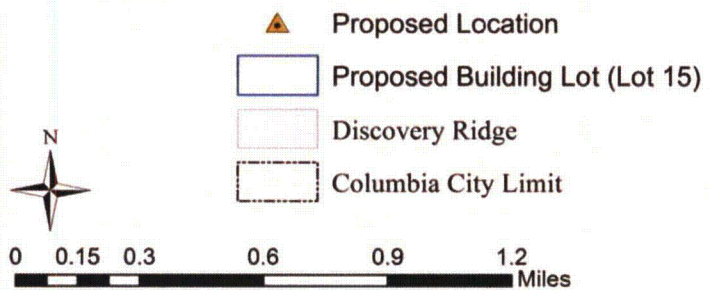 Proposed Location
Proposed Building Lot (Lot 15)
Discovery Ridge
N
Columbia City Limit
0 0.15 0.3 0.6 0.9 1.2
Miles